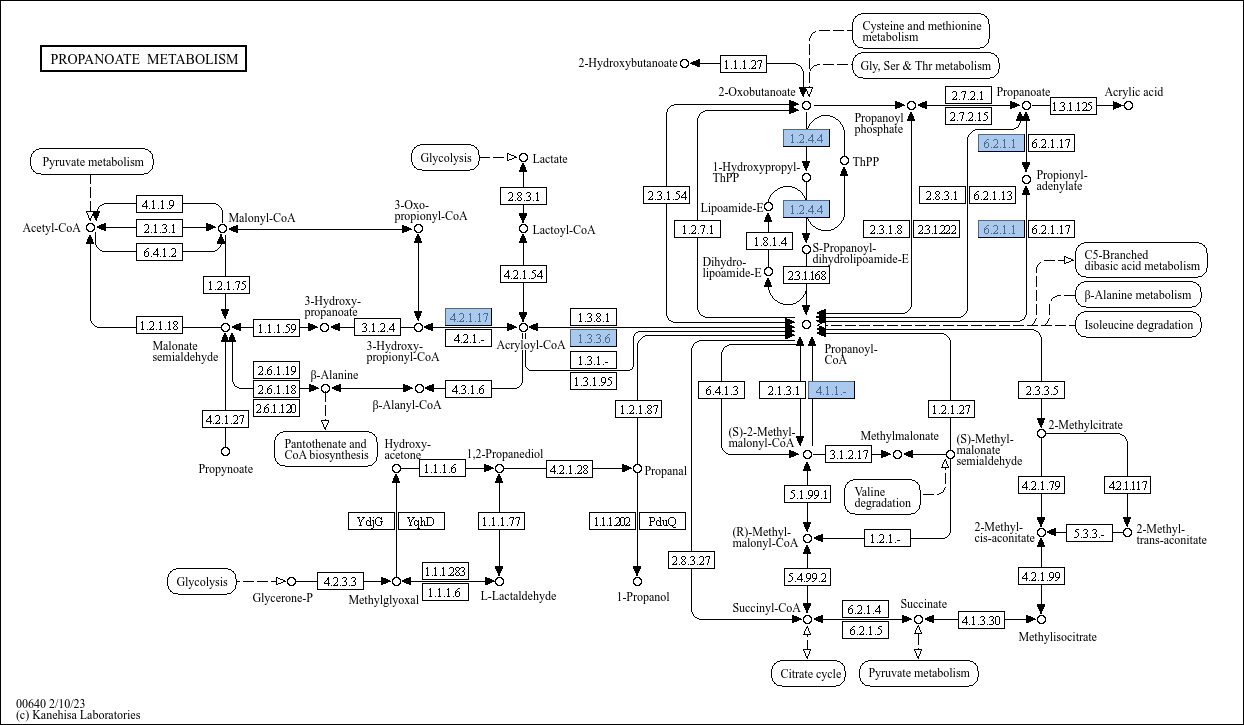 PROPANOATE METABOLISM
Cysteine and methionine
metabolism
Gly, Ser & Thr metabolism
2-Hydroxybutanoate
1.1.1.27
2-Oxobutanoate
Propanoyl
phosphate
2.7.2.1
2.7.2.15
Propanoate
1.3.1.125
Acrylic acid
1.2.4.4
ThPP
1-Hydroxypropyl-
ThPP
6.2.1.1
6.2.1.17
Propionyl-
adenylate
Pyruvate metabolism
Glycolysis
Lactate
2.8.3.1
Lactoyl-CoA
4.2.1.54
4.1.1.9
2.1.3.1
6.4.1.2
Acetyl-CoA
Malonyl-CoA
3-Oxo-
propionyl-CoA
2.3.1.54
1.2.7.1
Lipoamide-E
1.2.4.4
1.8.1.4
S-Propanoyl-
dihydrolipoamide-E
Dihydro-
lipoamide-E
2.3.1.168
2.8.3.1
6.2.1.13
2.3.1.8
2.3.1.222
6.2.1.1
6.2.1.17
C5-Branched
dibasic acid metabolism
β-Alanine metabolism
Isoleucine degradation
1.2.1.75
1.2.1.18
Malonate
semialdehyde
1.1.1.59
3-Hydroxy-
propanoate
3.1.2.4
3-Hydroxy-
propionyl-CoA
4.2.1.17
4.2.1.-
Acryloyl-CoA
1.3.8.1
1.3.3.6
1.3.1.-
1.3.1.95
Propanoyl-
CoA
2.6.1.19
2.6.1.18
2.6.1.120
β-Alanine
β-Alanyl-CoA
4.3.1.6
4.2.1.27
Propynoate
Pantothenate and
CoA biosynthesis
1.2.1.87
6.4.1.3
2.1.3.1
4.1.1.-
1.2.1.27
2.3.3.5
2-Methylcitrate
(S)-2-Methyl-
malonyl-CoA
3.1.2.17
Methylmalonate
(S)-Methyl-
malonate
semialdehyde
Hydroxy-
acetone
1.1.1.6
1,2-Propanediol
4.2.1.28
Propanal
Valine
degradation
5.1.99.1
4.2.1.79
4.2.1.117
YdjG
YqhD
1.1.1.77
1.1.1.202
PduQ
(R)-Methyl-
malonyl-CoA
1.2.1.-
2-Methyl-
cis-aconitate
5.3.3.-
2-Methyl-
trans-aconitate
2.8.3.27
5.4.99.2
4.2.1.99
Glycolysis
Glycerone-P
4.2.3.3
Methylglyoxal
1.1.1.283
1.1.1.6
L-Lactaldehyde
1-Propanol
Succinyl-CoA
6.2.1.4
6.2.1.5
Succinate
4.1.3.30
Methylisocitrate
Citrate cycle
Pyruvate metabolism
00640 2/10/23
(c) Kanehisa Laboratories